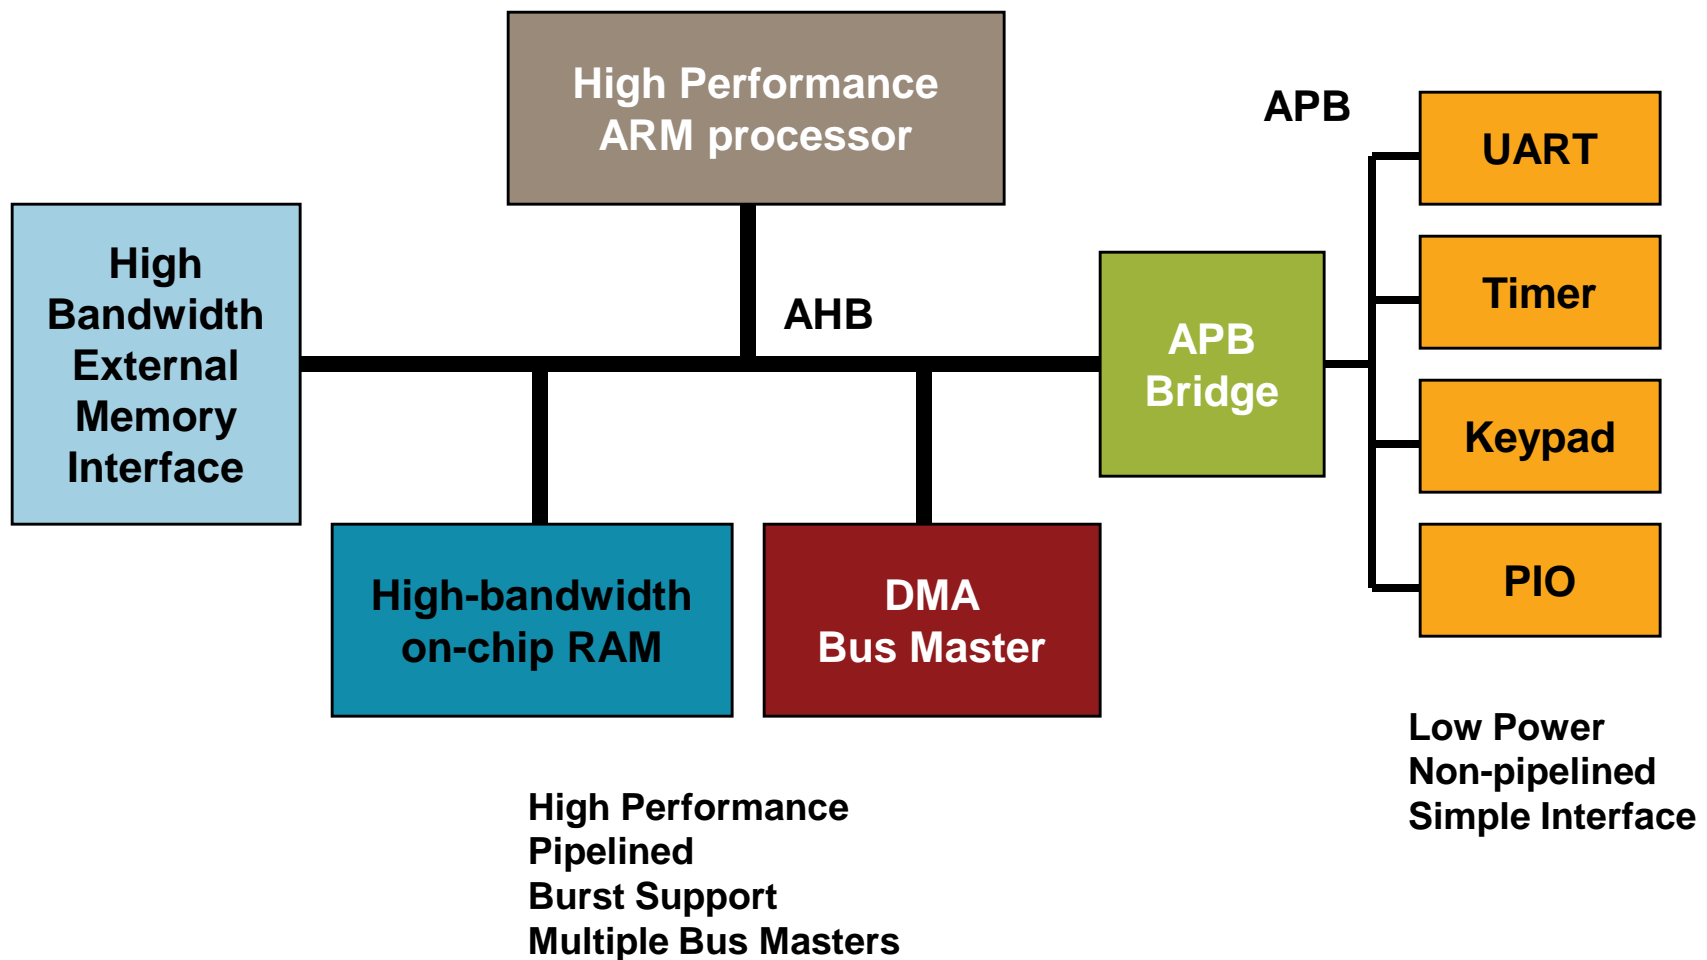 High Performance
ARM processor
APB
UART
High
Bandwidth
External
Memory
Interface
AHB
APB
Bridge
Timer
Keypad
High-bandwidth
on-chip RAM
DMA
Bus Master
PIO
Low Power
Non-pipelined
Simple Interface
High Performance
Pipelined
Burst Support
Multiple Bus Masters